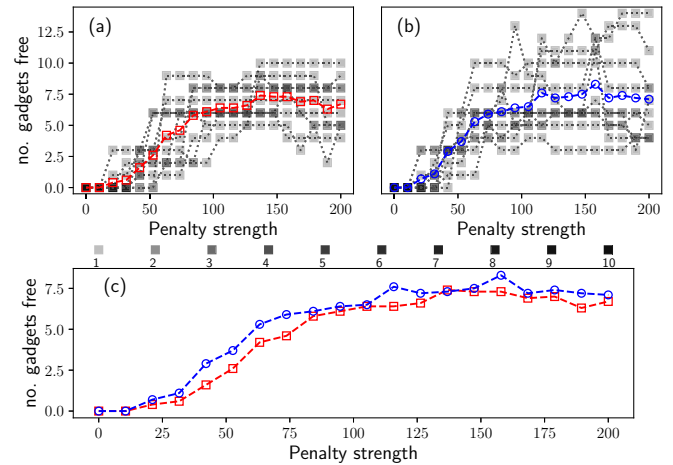 (a)
(b)
no. gadgets free
12.5
10.0
7.5
5.0
2.5
0.0
0 50 100 150 200
0 50 100 150 200
Penalty strength
Penalty strength
1 2 3 4 5 6 7 8 9 10
(c)
no. gadgets free
7.5
5.0
2.5
0.0
0 25 50 75 100 125 150 175 200
Penalty strength